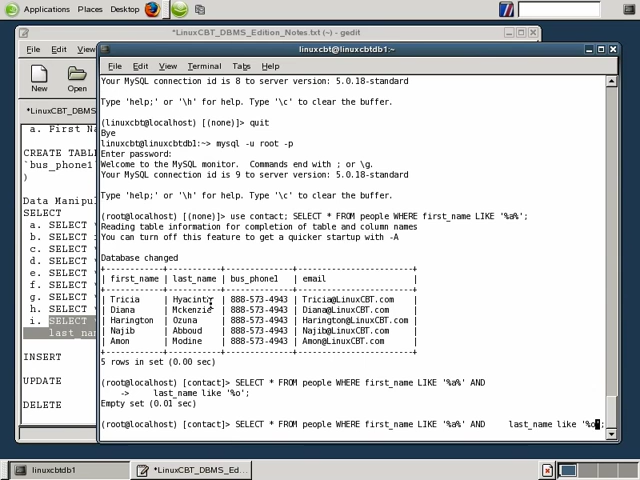 Applications Places Desktop
*LinuxCBT_DBMS_Edition_Notes.txt (~) - gedit
linuxcbt@linuxcbtdb1:~
File Edit View
File Edit View Terminal Tabs Help
New Open
*LinuxCBT_DBMS
a. First Na
CREATE TABL
`bus_phone1
)
Data Manipul
SELECT
a. SELECT
b. SELECT
c. SELECT
d. SELECT
e. SELECT
f. SELECT
g. SELECT
h. SELECT
i. SELECT
last_nam
INSERT
UPDATE
DELETE
Your MySQL connection id is 8 to server version: 5.0.18-standard
Type 'help;' or '\h' for help. Type '\c' to clear the buffer.
(linuxcbt@localhost) [(none)]> quit
Bye
linuxcbt@linuxcbtdb1:~> mysql -u root -p
Enter password:
Welcome to the MySQL monitor.  Commands end with ; or \g.
Your MySQL connection id is 9 to server version: 5.0.18-standard
Type 'help;' or '\h' for help. Type '\c' to clear the buffer.
(root@localhost) [(none)]> use contact; SELECT * FROM people WHERE first_name LIKE '%a%';
Reading table information for completion of table and column names
You can turn off this feature to get a quicker startup with -A
Database changed
| first_name | last_name | bus_phone1 | email |
| Tricia | Hyacinth | 888-573-4943 | Tricia@LinuxCBT.com |
| Diana | Mckenzie | 888-573-4943 | Diana@LinuxCBT.com |
| Harington | Ozuna | 888-573-4943 | Harington@LinuxCBT.com |
| Najib | Abboud | 888-573-4943 | Najib@LinuxCBT.com |
| Amon | Modine | 888-573-4943 | Amon@LinuxCBT.com |
5 rows in set (0.00 sec)
(root@localhost) [contact]> SELECT * FROM people WHERE first_name LIKE '%a%' AND
-> last_name like '%o';
Empty set (0.01 sec)
(root@localhost) [contact]> SELECT * FROM people WHERE first_name LIKE '%a%' AND last_name like '%o';
linuxcbtdb1
*LinuxCBT_DBMS_Ed...